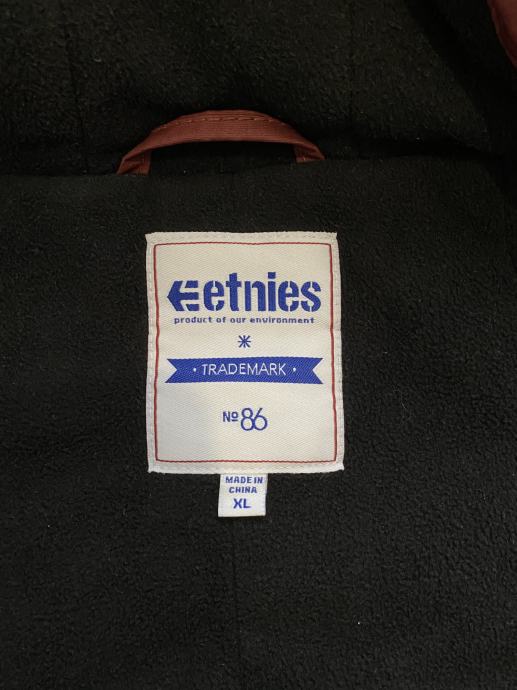 etnies
product of our environment
TRADEMARK
No86
MADE IN
CHINA
XL